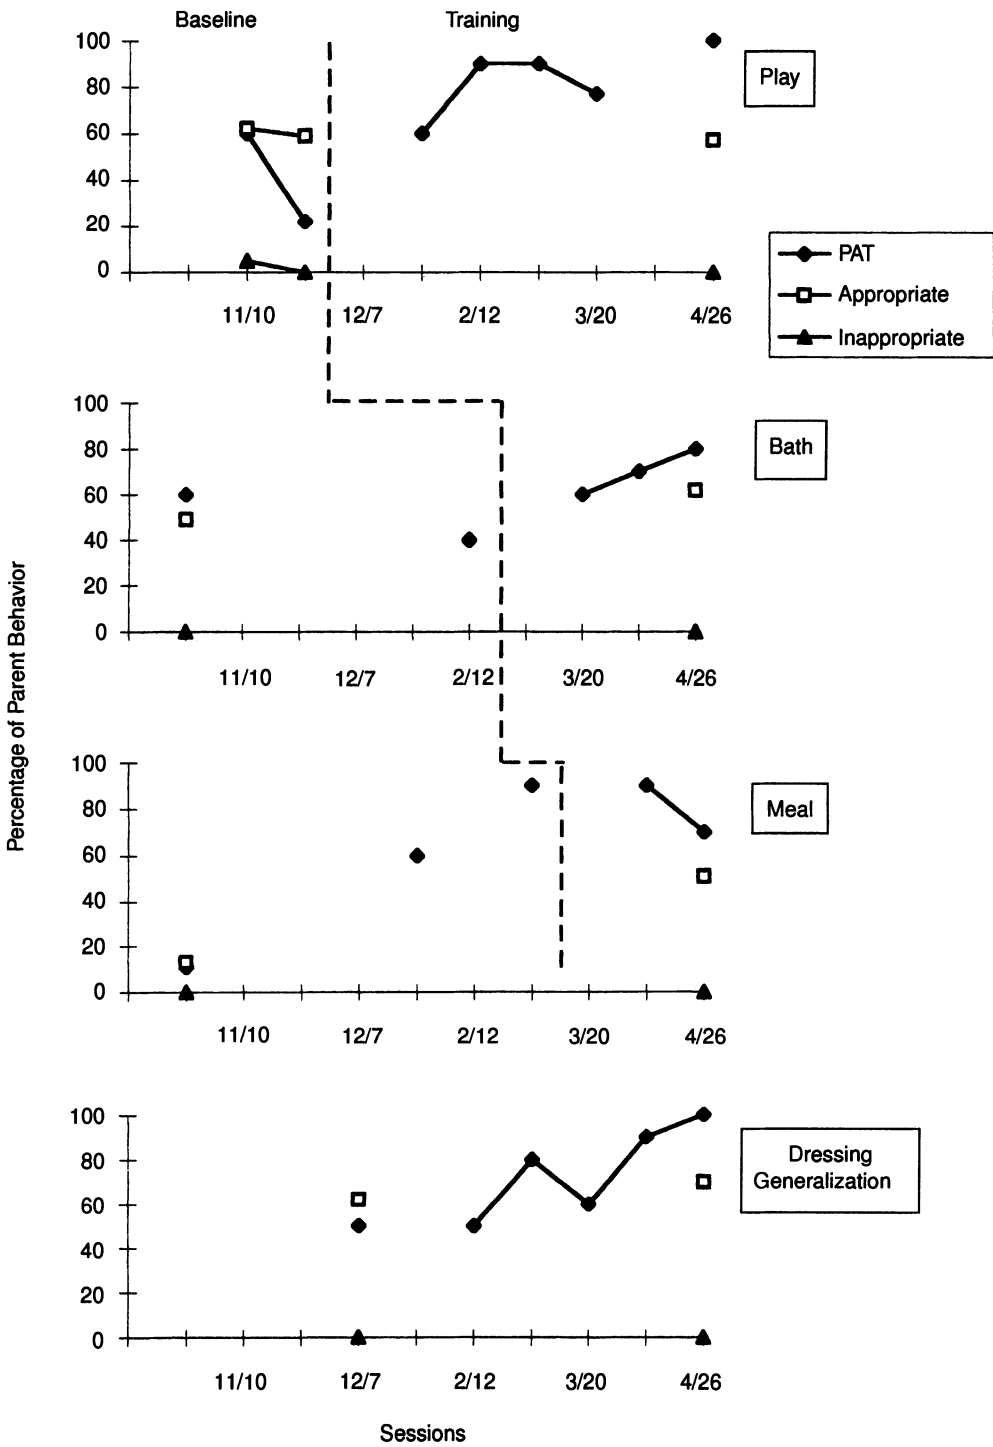 Baseline Training
100
80
60
40
20
0
11/10 12/7 2/12 3/20 4/26
Play
PAT
Appropriate
Inappropriate
100
80
60
40
20
0
11/10 12/7 2/12 3/20 4/26
Bath
Percentage of Parent Behavior
100
80
60
40
20
0
11/10 12/7 2/12 3/20 4/26
Meal
100
80
60
40
20
0
11/10 12/7 2/12 3/20 4/26
Dressing
Generalization
Sessions